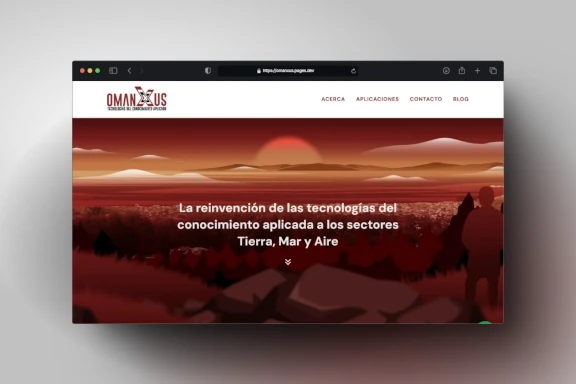 https://omanxus.pages.dev
OMANXUS
TECNOLOGÍAS DEL CONOCIMIENTO APLICADA
ACERCA
APLICACIONES
CONTACTO
BLOG
La reinvención de las tecnologías del
conocimiento aplicada a los sectores
Tierra, Mar y Aire